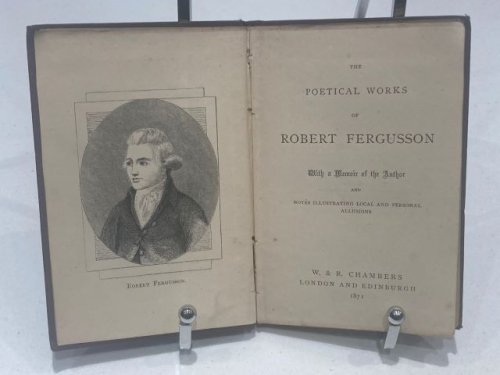 ROBERT FERGUSSON.
THE
POETICAL WORKS
OF
ROBERT FERGUSSON
With a Memoir of the Author
AND
NOTES ILLUSTRATING LOCAL AND PERSONAL
ALLUSIONS.
W. & R. CHAMBERS
LONDON AND EDINBURGH
1871